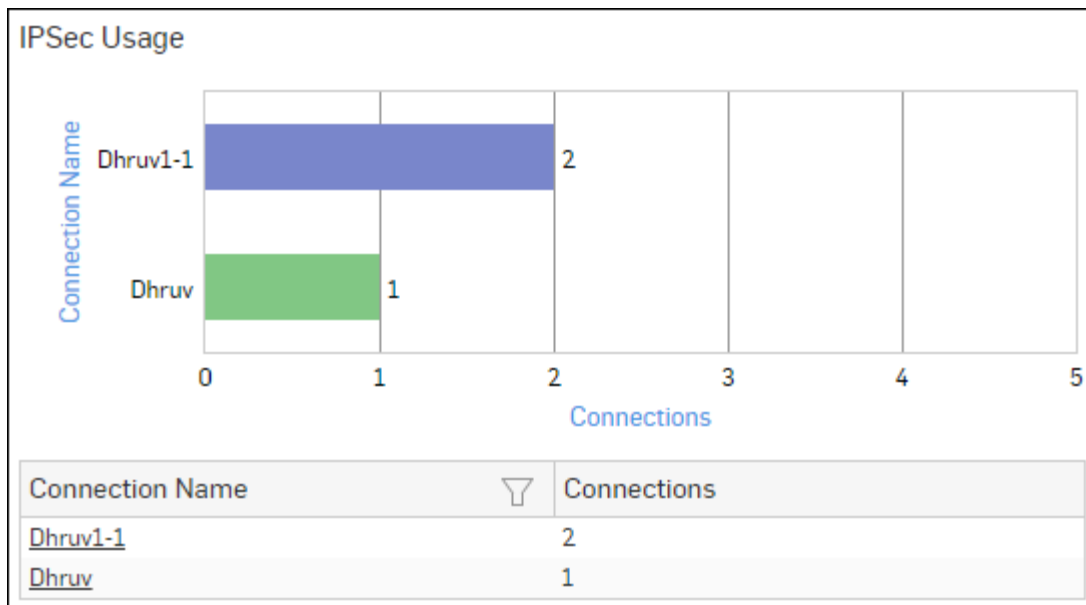 IPSec Usage
Connection Name
Dhruv1-1
2
Dhruv
1
0 1 2 3 4 5
Connections
Connection Name Connections
Dhruv1-1 2
Dhruv 1